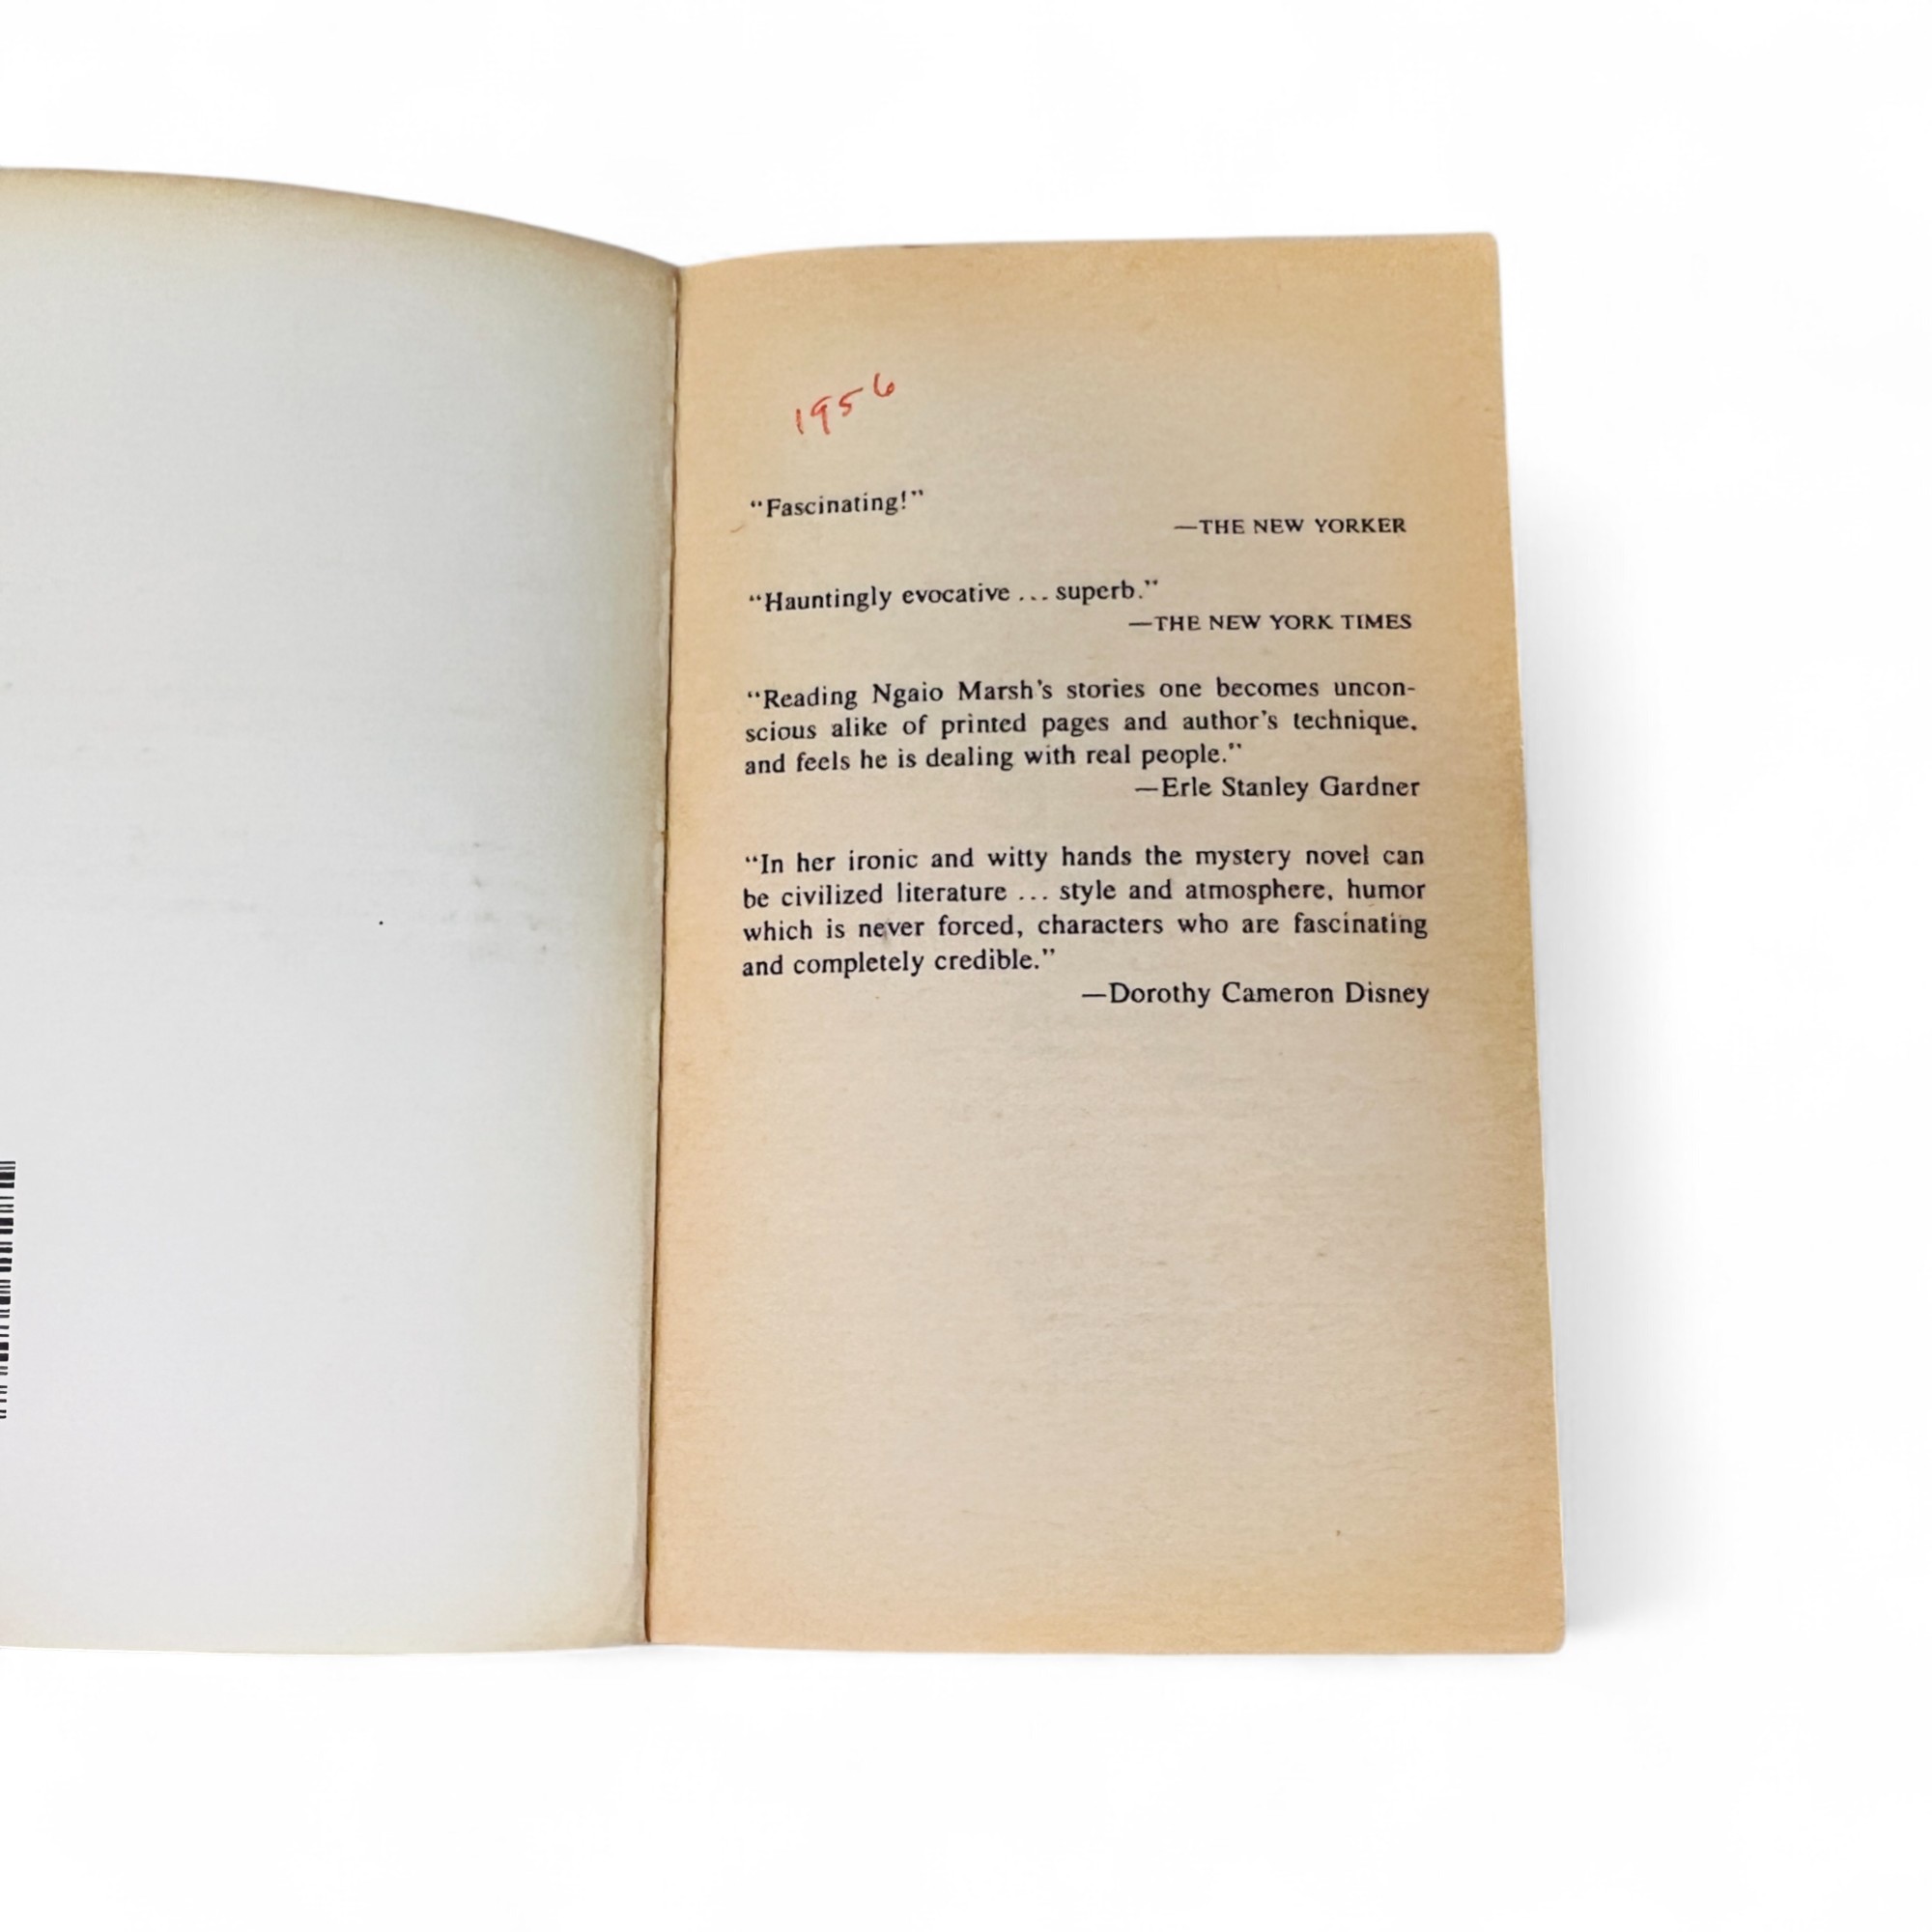 1956
“Fascinating!”
—THE NEW YORKER
“Hauntingly evocative ... superb.”
—THE NEW YORK TIMES
“Reading Ngaio Marsh's stories one becomes uncon-
scious alike of printed pages and author's technique,
and feels he is dealing with real people.”
—Erle Stanley Gardner
“In her ironic and witty hands the mystery novel can
be civilized literature ... style and atmosphere, humor
which is never forced, characters who are fascinating
and completely credible.”
—Dorothy Cameron Disney